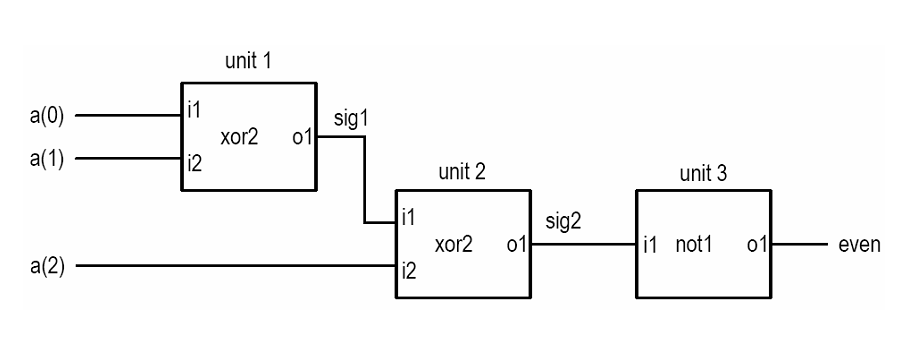 unit 1
a(0)
i1
xor2
o1
sig1
a(1)
i2
unit 2
unit 3
i1
xor2
o1
sig2
i1
not1
o1
even
a(2)
i2